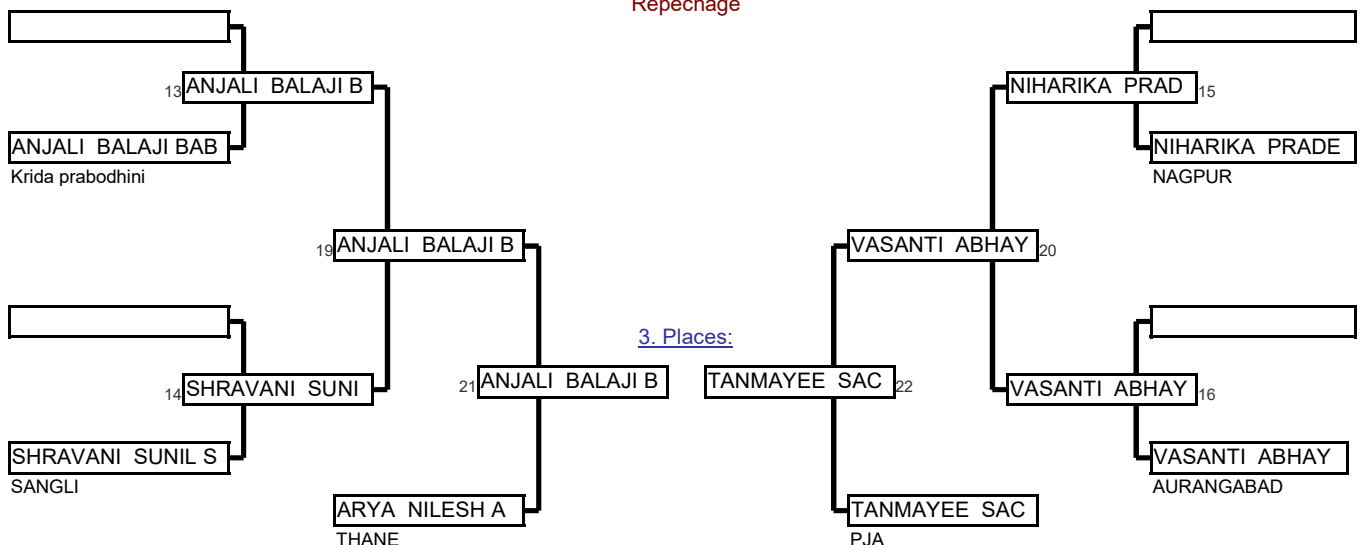 Repechage
13 ANJALI BALAJI B
NIHARIKA PRAD 15
ANJALI BALAJI BAB
NIHARIKA PRADE
Krida prabodhini
NAGPUR
19 ANJALI BALAJI B
VASANTI ABHAY 20
3. Places:
14 SHRAVANI SUNI
21 ANJALI BALAJI B
TANMAYEE SAC 22
VASANTI ABHAY 16
SHRAVANI SUNIL S
VASANTI ABHAY
SANGLI
AURANGABAD
ARYA NILESH A
TANMAYEE SAC
THANE
PJA